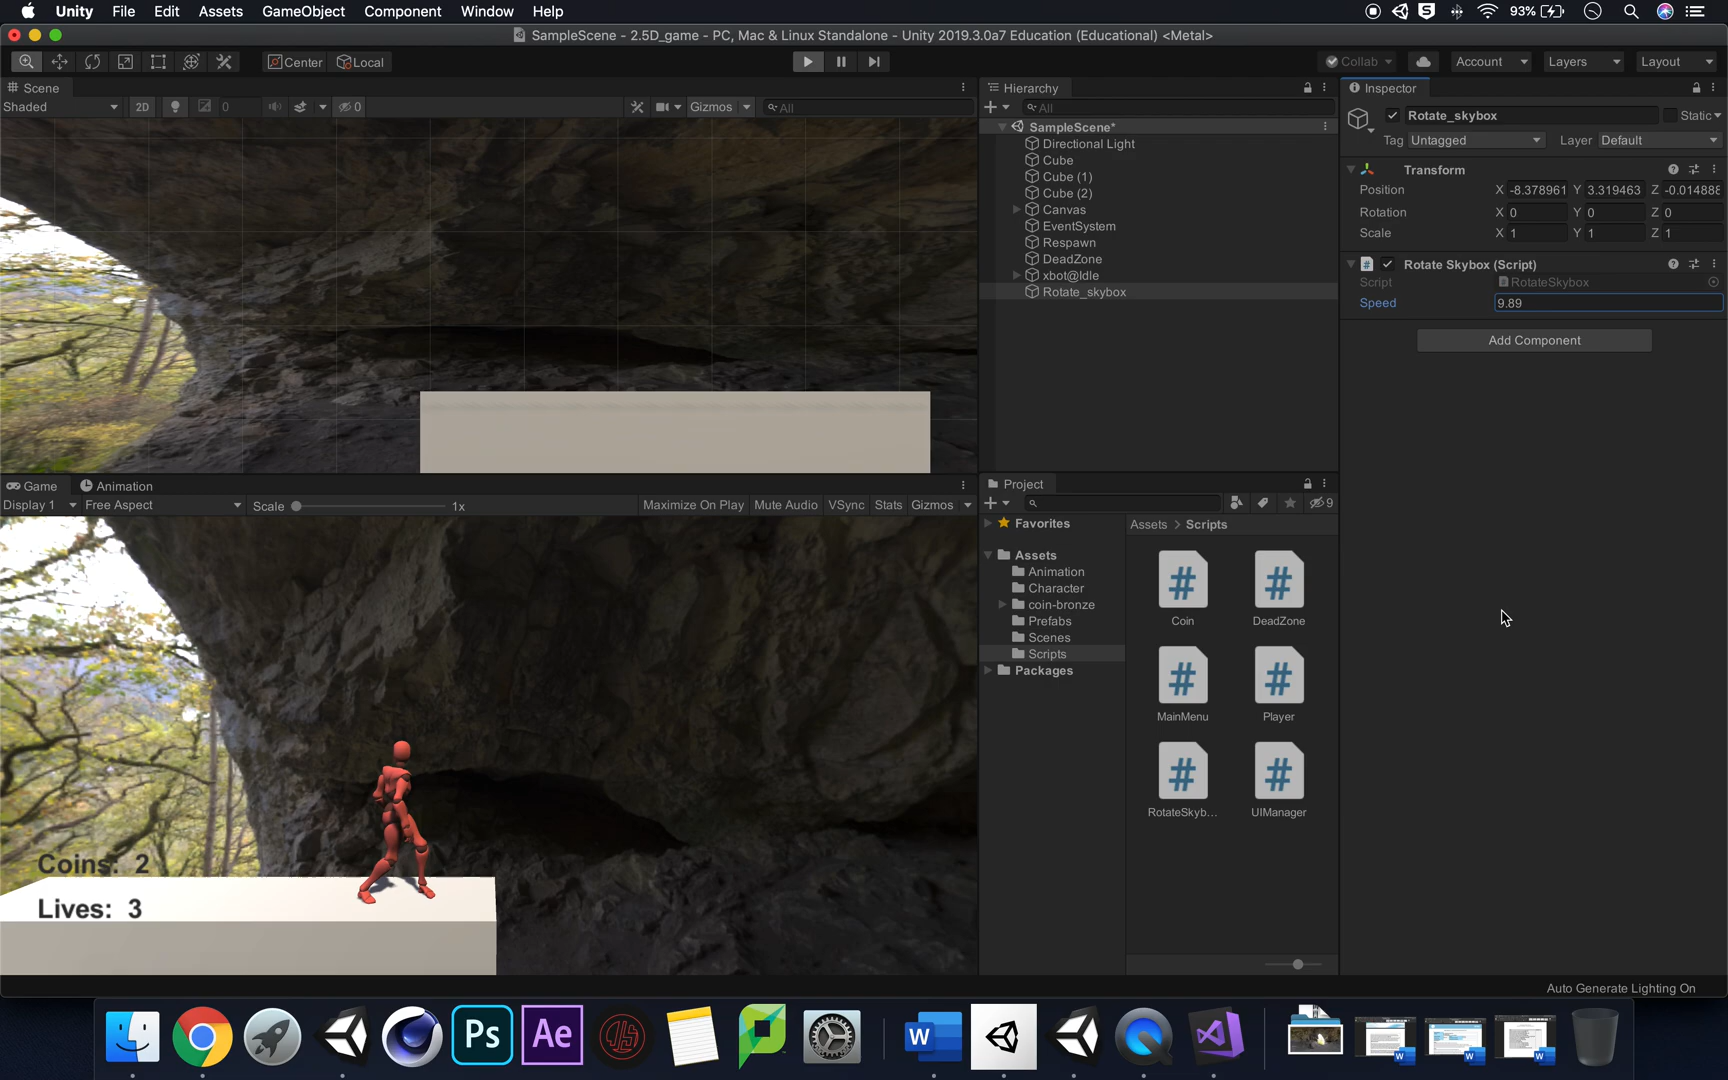 Unity File Edit Assets GameObject Component Window Help 93%
SampleScene - 2.5D_game - PC, Mac & Linux Standalone - Unity 2019.3.0a7 Education (Educational) <Metal>
Center Local Collab Account Layers Layout
Scene
Shaded 2D 0 0 Gizmos All
Hierarchy
All
SampleScene*
Directional Light
Cube
Cube (1)
Cube (2)
Canvas
EventSystem
Respawn
DeadZone
xbot@Idle
Rotate_skybox
Inspector
Rotate_skybox Static
Tag Untagged Layer Default
Transform
Position X -8.378961 Y 3.319463 Z -0.014888
Rotation X 0 Y 0 Z 0
Scale X 1 Y 1 Z 1
# Rotate Skybox (Script)
Script RotateSkybox
Speed 9.89
Add Component
Game Animation
Display 1 Free Aspect Scale 1x Maximize On Play Mute Audio VSync Stats Gizmos
Coins: 2
Lives: 3
Project
9
Favorites
Assets
Animation
Character
coin-bronze
Prefabs
Scenes
Scripts
Packages
Assets > Scripts
# #
Coin DeadZone
# #
MainMenu Player
# #
RotateSkyb... UIManager
Auto Generate Lighting On
Ps Ae W